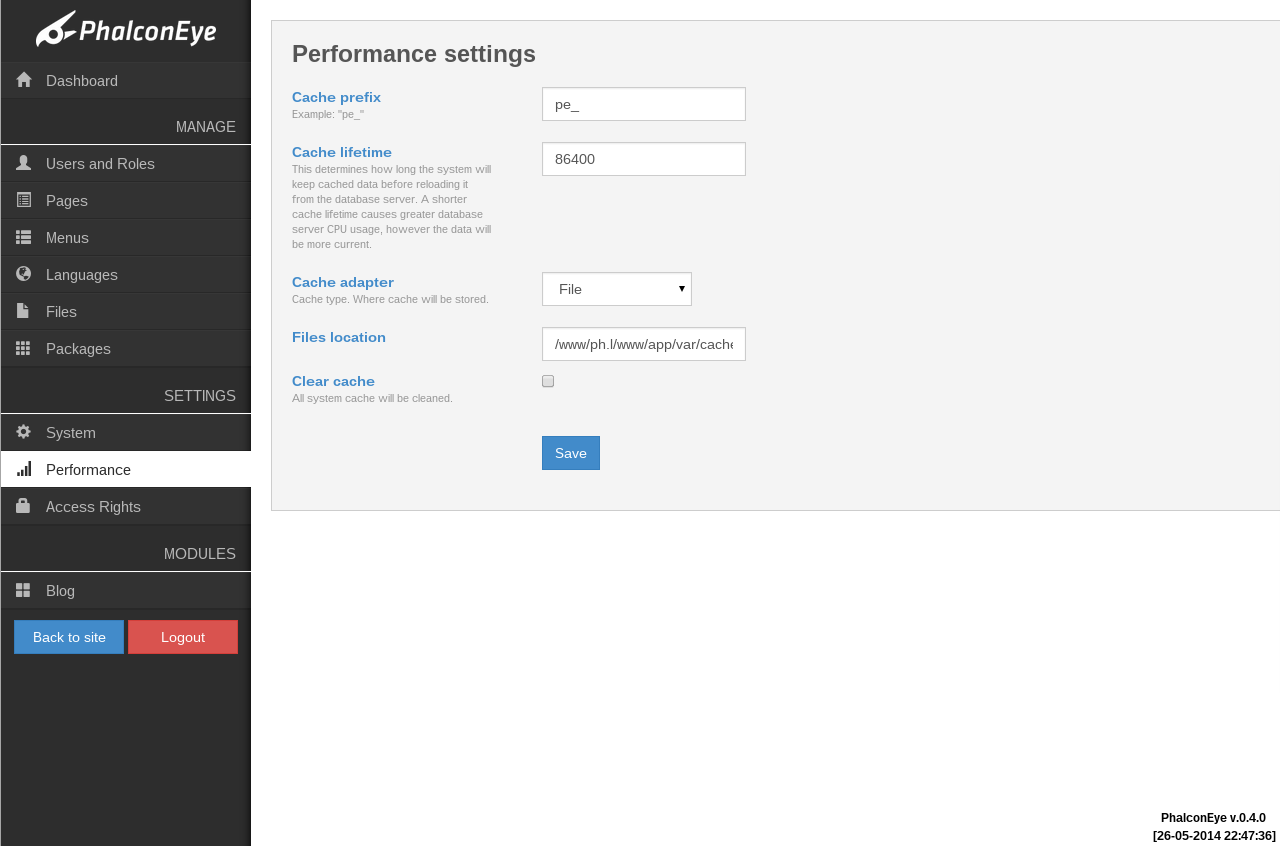 PhalconEye
Dashboard
MANAGE
Users and Roles
Pages
Menus
Languages
Files
Packages
SETTINGS
System
Performance
Access Rights
MODULES
Blog
Back to site
Logout
Performance settings
Cache prefix
Example: "pe_"
pe_
Cache lifetime
This determines how long the system will
keep cached data before reloading it
from the database server. A shorter
cache lifetime causes greater database
server CPU usage, however the data will
be more current.
86400
Cache adapter
Cache type. Where cache will be stored.
File
Files location
/www/ph.l/www/app/var/cache
Clear cache
All system cache will be cleaned.
Save
PhalconEye v.0.4.0
[26-05-2014 22:47:36]